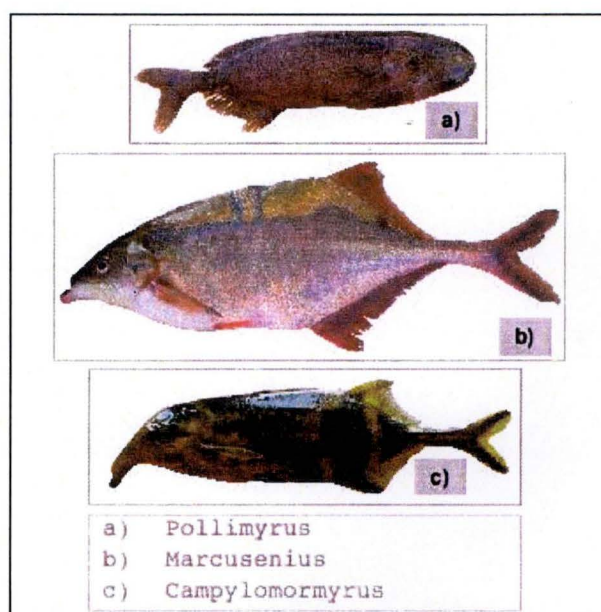 a)
b)
c)
a) Pollimyrus
b) Marcusenius
c) Campylomormyrus